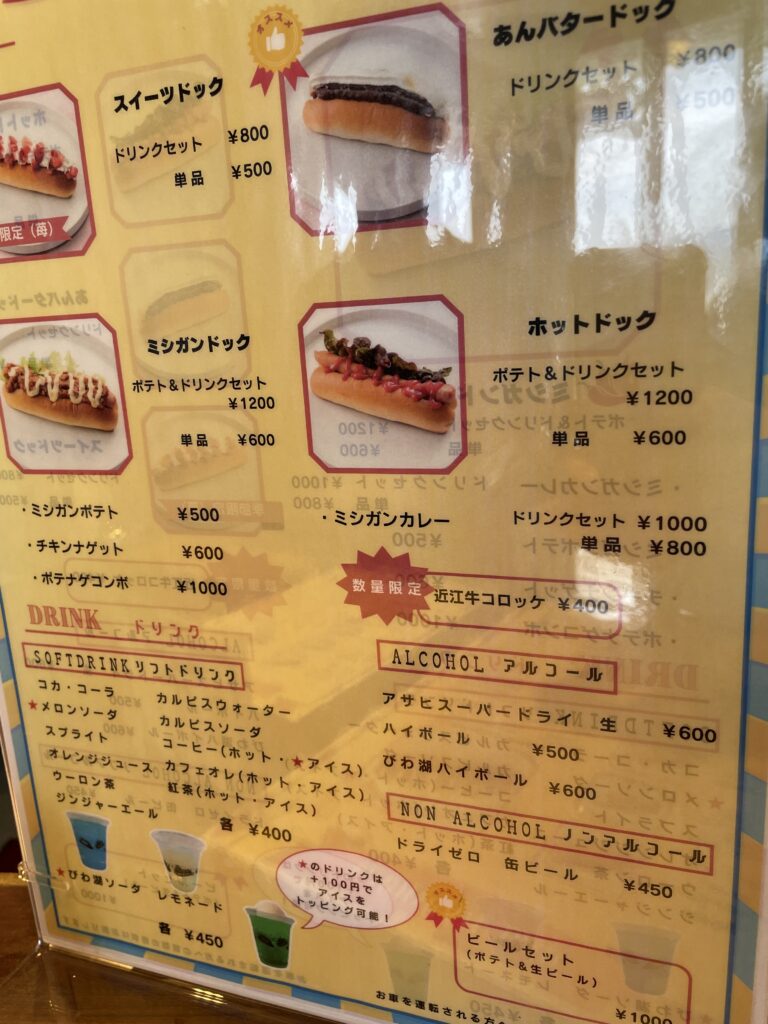 オススメ
あんバタードック
ドリンクセット ¥800
単品 ¥500
スイーツドック
ドリンクセット ¥800
単品 ¥500
限定(苺)
ミシガンドック
ポテト＆ドリンクセット
¥1200
単品 ¥600
ホットドック
ポテト＆ドリンクセット
¥1200
単品 ¥600
・ミシガンポテト ¥500
・チキンナゲット ¥600
・ポテナゲコンボ ¥1000
・ミシガンカレー ドリンクセット ¥1000
単品 ¥800
数量限定
近江牛コロッケ ¥400
DRINK ドリンク
SOFTDRINKソフトドリンク
コカ・コーラ
★メロンソーダ
スプライト
オレンジジュース
ウーロン茶
ジンジャーエール
カルピスウォーター
カルピスソーダ
コーヒー(ホット・★アイス)
カフェオレ(ホット・アイス)
紅茶(ホット・アイス)
各 ¥400
★びわ湖ソーダ レモネード
各 ¥450
★のドリンクは
+100円で
アイスを
トッピング可能！
ALCOHOL アルコール
アサヒスーパードライ 生 ¥600
ハイボール ¥500
びわ湖ハイボール ¥600
NON ALCOHOL ノンアルコール
ドライゼロ 缶ビール ¥450
ビールセット
(ポテト＆生ビール)
¥1000
お車を運転される方へ